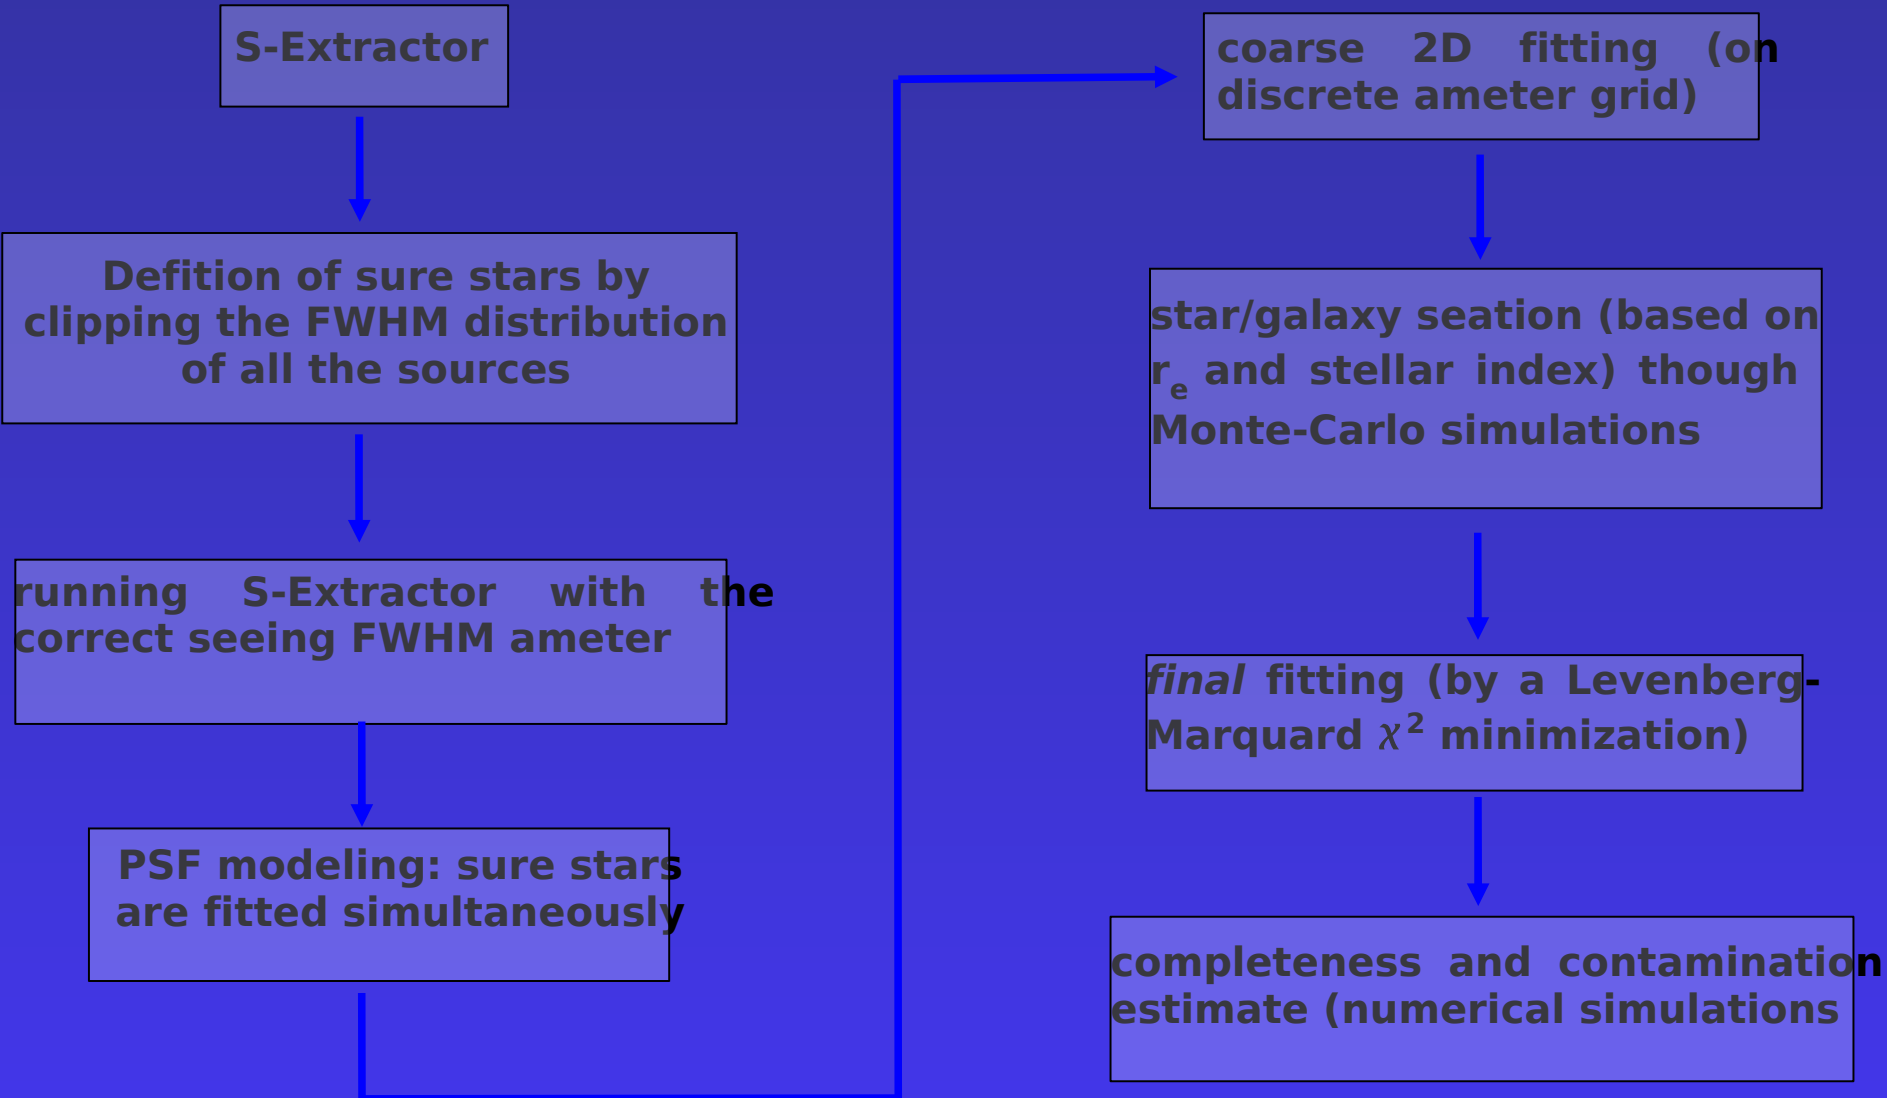 S-Extractor
Defition of sure stars by
clipping the FWHM distribution
of all the sources
running S-Extractor with the
correct seeing FWHM ameter
PSF modeling: sure stars
are fitted simultaneously
coarse 2D fitting (on
discrete ameter grid)
star/galaxy seation (based on
re and stellar index) though
Monte-Carlo simulations
final fitting (by a Levenberg-
Marquard χ2 minimization)
completeness and contamination
estimate (numerical simulations